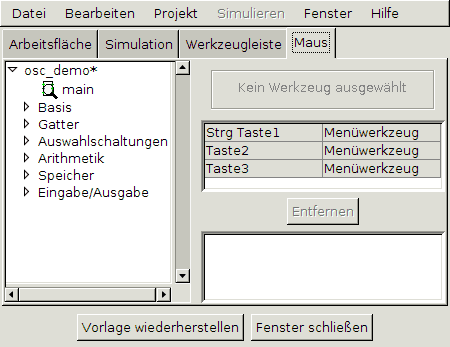 Datei Bearbeiten Projekt Simulieren Fenster Hilfe
Arbeitsfläche Simulation Werkzeugleiste Maus
osc_demo*
main
Basis
Gatter
Auswahlschaltungen
Arithmetik
Speicher
Eingabe/Ausgabe
Kein Werkzeug ausgewählt
Strg Taste1 Menüwerkzeug
Taste2 Menüwerkzeug
Taste3 Menüwerkzeug
Entfernen
Vorlage wiederherstellen Fenster schließen